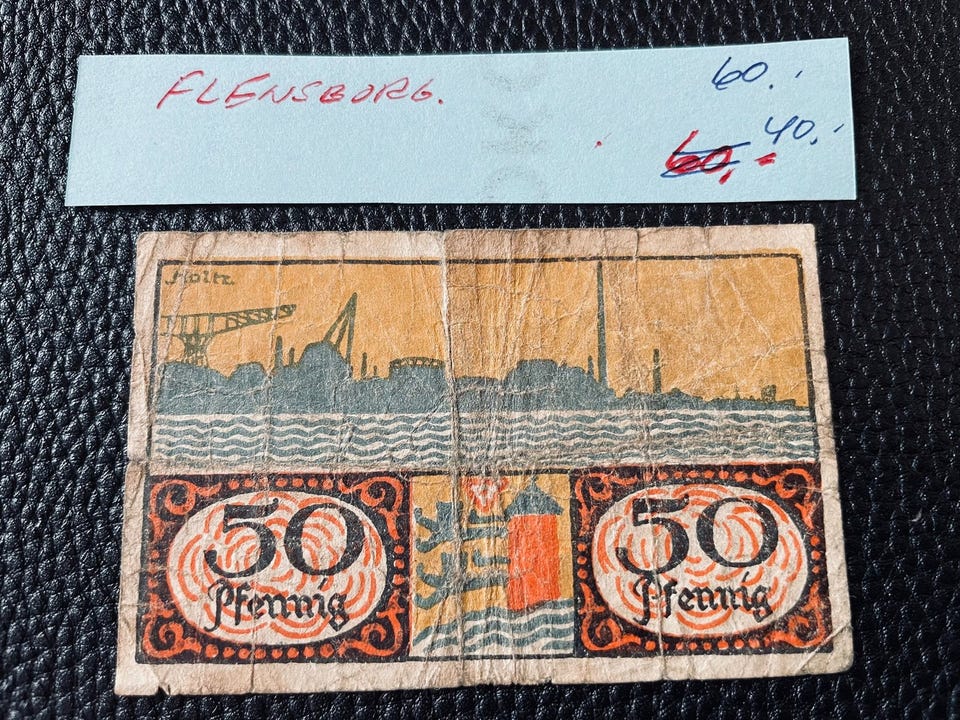 FLENSBORG.
60.,
40,,
60,-
Holtz.
50
Pfennig
50
Pfennig